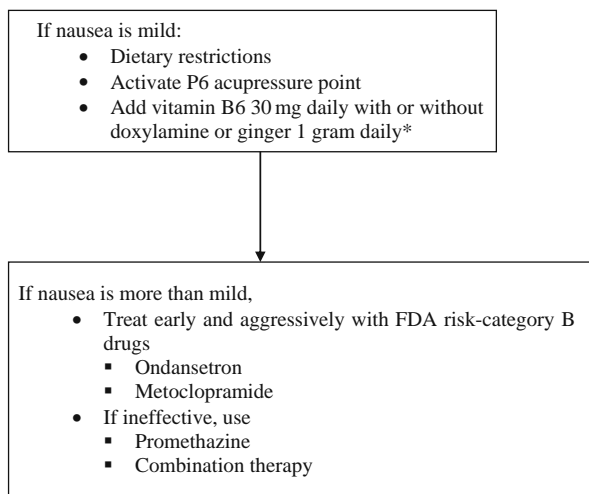 If nausea is mild:
• Dietary restrictions
• Activate P6 acupressure point
• Add vitamin B6 30 mg daily with or without
doxylamine or ginger 1 gram daily*
If nausea is more than mild,
• Treat early and aggressively with FDA risk-category B
drugs
▪ Ondansetron
▪ Metoclopramide
• If ineffective, use
▪ Promethazine
▪ Combination therapy